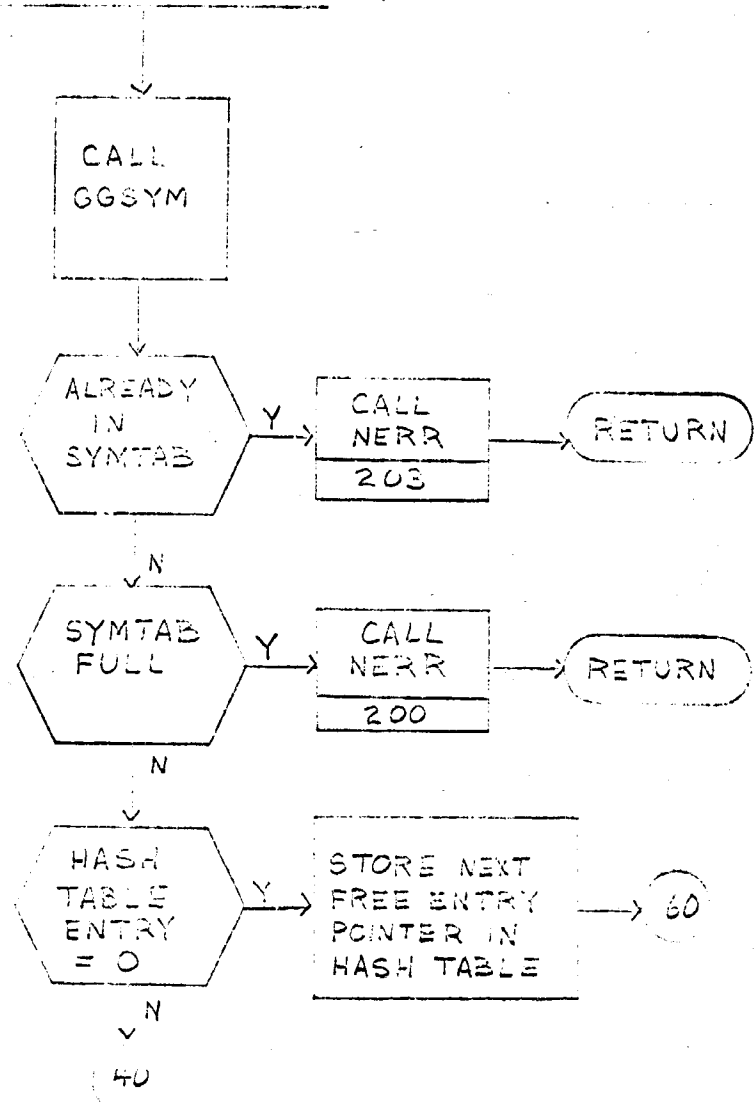 CALL
GGSYM
ALREADY
IN
SYMTAB
Y
CALL
NERR
203
RETURN
N
SYMTAB
FULL
Y
CALL
NERR
200
RETURN
N
HASH
TABLE
ENTRY
= 0
Y
STORE NEXT
FREE ENTRY
POINTER IN
HASH TABLE
60
N
40